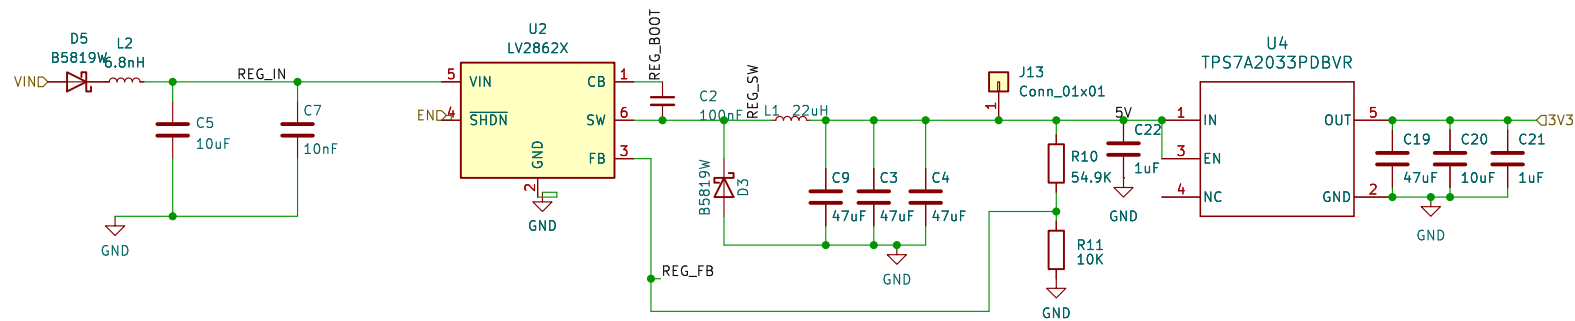 VIN
D5
B5819W
L2
6.8nH
REG_IN
C5
10uF
C7
10nF
GND
U2
LV2862X
5
VIN
EN
4
SHDN
GND
2
GND
CB
1
SW
6
FB
3
REG_BOOT
C2
100nF
REG_SW
L1
22uH
B5819W
D3
C9
47uF
C3
47uF
C4
47uF
GND
REG_FB
J13
Conn_01x01
1
R10
54.9K
R11
10K
GND
5V
C22
1uF
GND
U4
TPS7A2033PDBVR
1
IN
3
EN
4
NC
OUT
5
GND
2
C19
47uF
C20
10uF
C21
1uF
GND
3V3